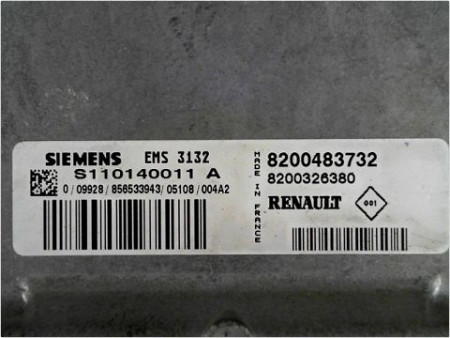 SIEMENS EMS 3132
S110140011 A
0/09928/856533943/05108/004A2
MADE IN FRANCE
8200483732
8200326380
RENAULT 001